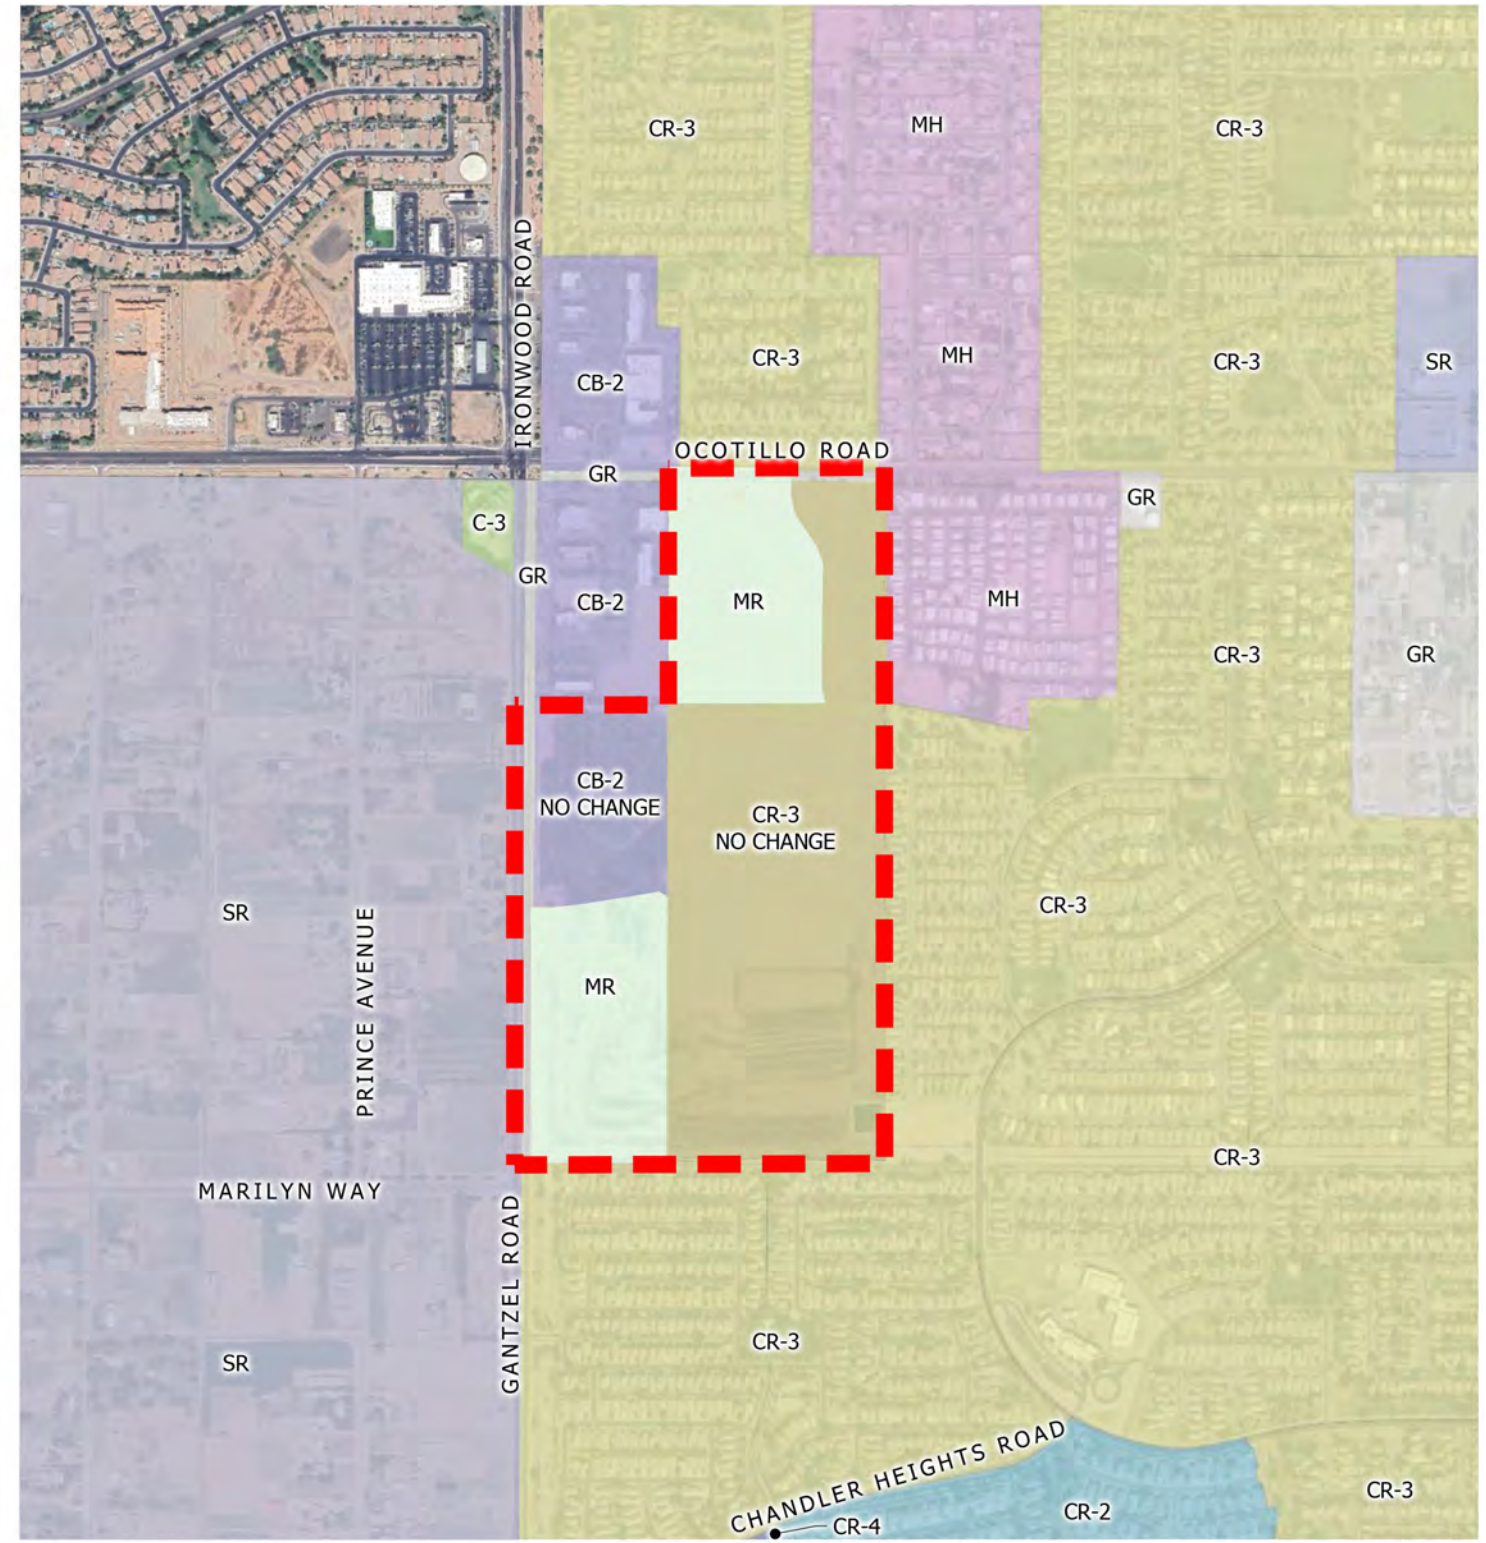 CR-3
MH
CR-3
IRONWOOD ROAD
CB-2
CR-3
MH
CR-3
SR
OCOTILLO ROAD
GR
C-3
GR
GR
CB-2
MR
MH
CR-3
GR
CB-2
NO CHANGE
CR-3
NO CHANGE
SR
PRINCE AVENUE
CR-3
MR
CR-3
MARILYN WAY
GANTZEL ROAD
SR
CR-3
CHANDLER HEIGHTS ROAD
CR-4
CR-2
CR-3